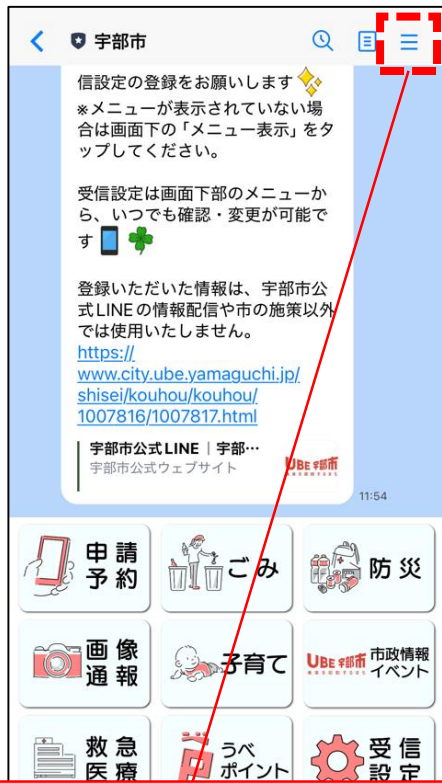 宇部市
信設定の登録をお願いします✨
※メニューが表示されていない場
合は画面下の「メニュー表示」をタ
ップしてください。
受信設定は画面下部のメニューか
ら、いつでも確認・変更が可能で
す📱🍀
登録いただいた情報は、宇部市公
式LINEの情報配信や市の施策以外
では使用いたしません。
https://
www.city.ube.yamaguchi.jp/
shisei/kouhou/kouhou/
1007816/1007817.html
宇部市公式LINE｜宇部…
宇部市公式ウェブサイト
UBE 宇部市
11:54
申請
予約
ごみ
防災
画像
通報
子育て
UBE 宇部市
市政情報
イベント
救急
医療
うべ
ポイント
受信
設定